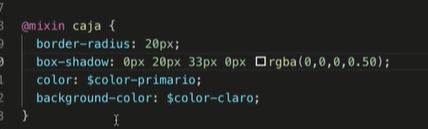 @mixin caja {
border-radius: 20px;
box-shadow: 0px 20px 33px 0px rgba(0,0,0,0.50);
color: $color-primario;
background-color: $color-claro;
}